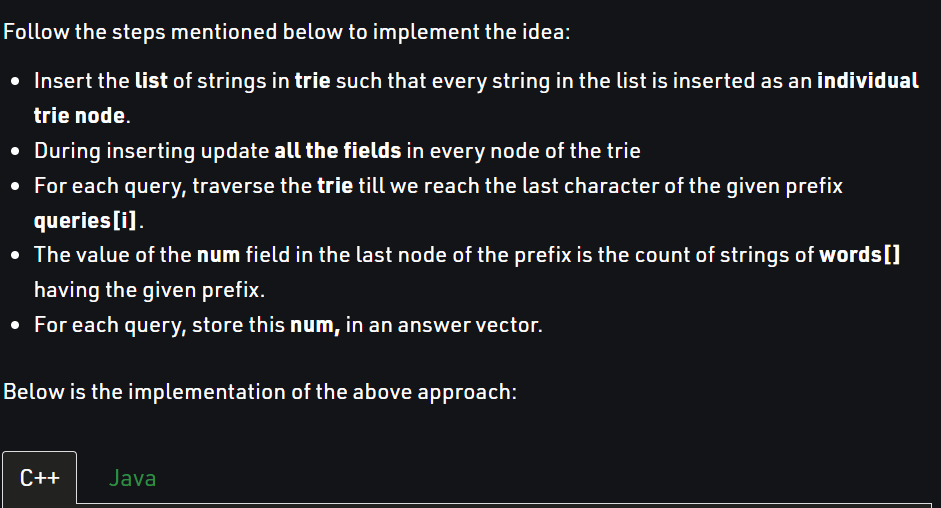 Follow the steps mentioned below to implement the idea:
• Insert the list of strings in trie such that every string in the list is inserted as an individual
trie node.
• During inserting update all the fields in every node of the trie
• For each query, traverse the trie till we reach the last character of the given prefix
queries[i].
• The value of the num field in the last node of the prefix is the count of strings of words[]
having the given prefix.
• For each query, store this num, in an answer vector.
Below is the implementation of the above approach:
C++ Java